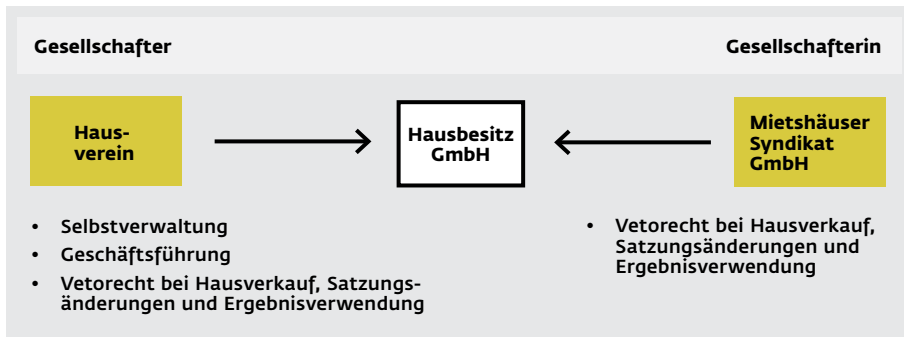 Gesellschafter
Gesellschafterin
Haus-
verein
Hausbesitz
GmbH
Mietshäuser
Syndikat
GmbH
• Selbstverwaltung
• Geschäftsführung
• Vetorecht bei Hausverkauf, Satzungs-
änderungen und Ergebnisverwendung
• Vetorecht bei Hausverkauf,
Satzungsänderungen und
Ergebnisverwendung